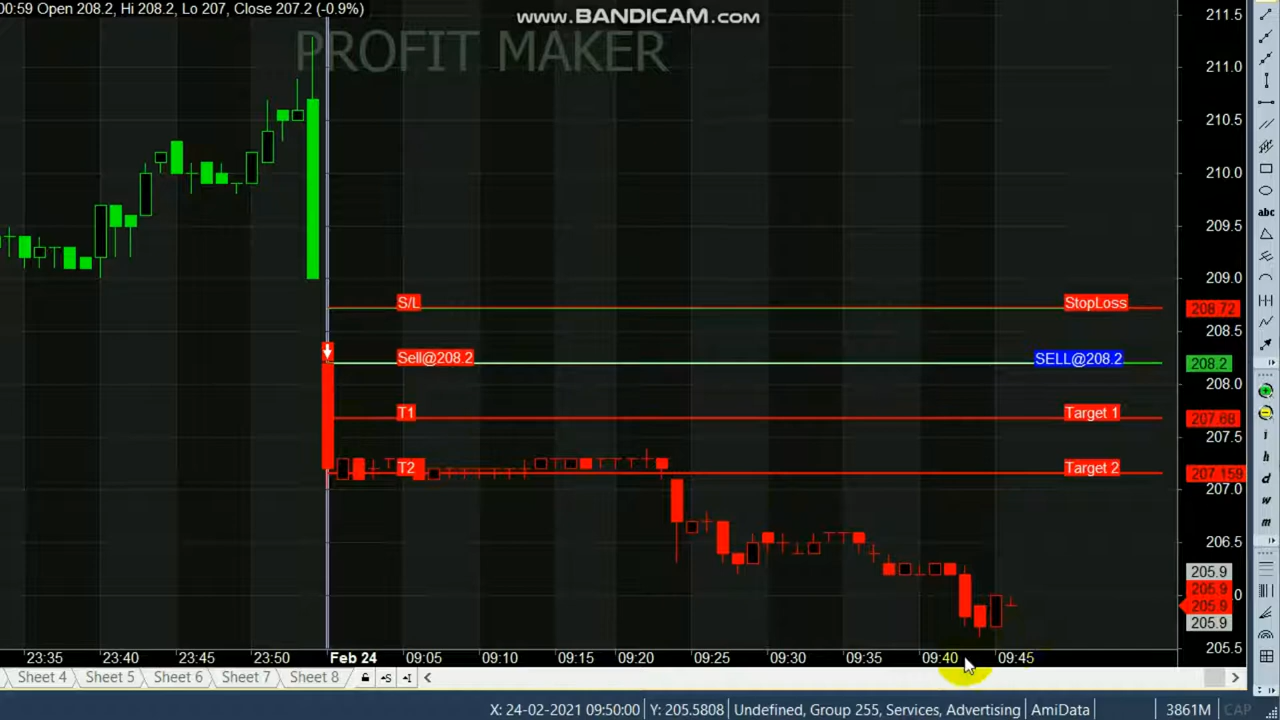 00:59 Open 208.2, Hi 208.2, Lo 207, Close 207.2 (-0.9%)
www.BANDICAM.com
PROFIT MAKER
211.5
211.0
210.5
210.0
209.5
209.0
S/L
StopLoss
208.72
208.5
Sell@208.2
SELL@208.2
208.2
208.0
T1
Target 1
207.68
207.5
T2
Target 2
207.159
207.0
206.5
205.9
205.9
205.9
205.9
205.5
23:35 23:40 23:45 23:50 Feb 24 09:05 09:10 09:15 09:20 09:25 09:30 09:35 09:40 09:45
Sheet 4 Sheet 5 Sheet 6 Sheet 7 Sheet 8
X: 24-02-2021 09:50:00 Y: 205.5808 Undefined, Group 255, Services, Advertising AmiData 3861M CAP
abc
i
h
d
w
m